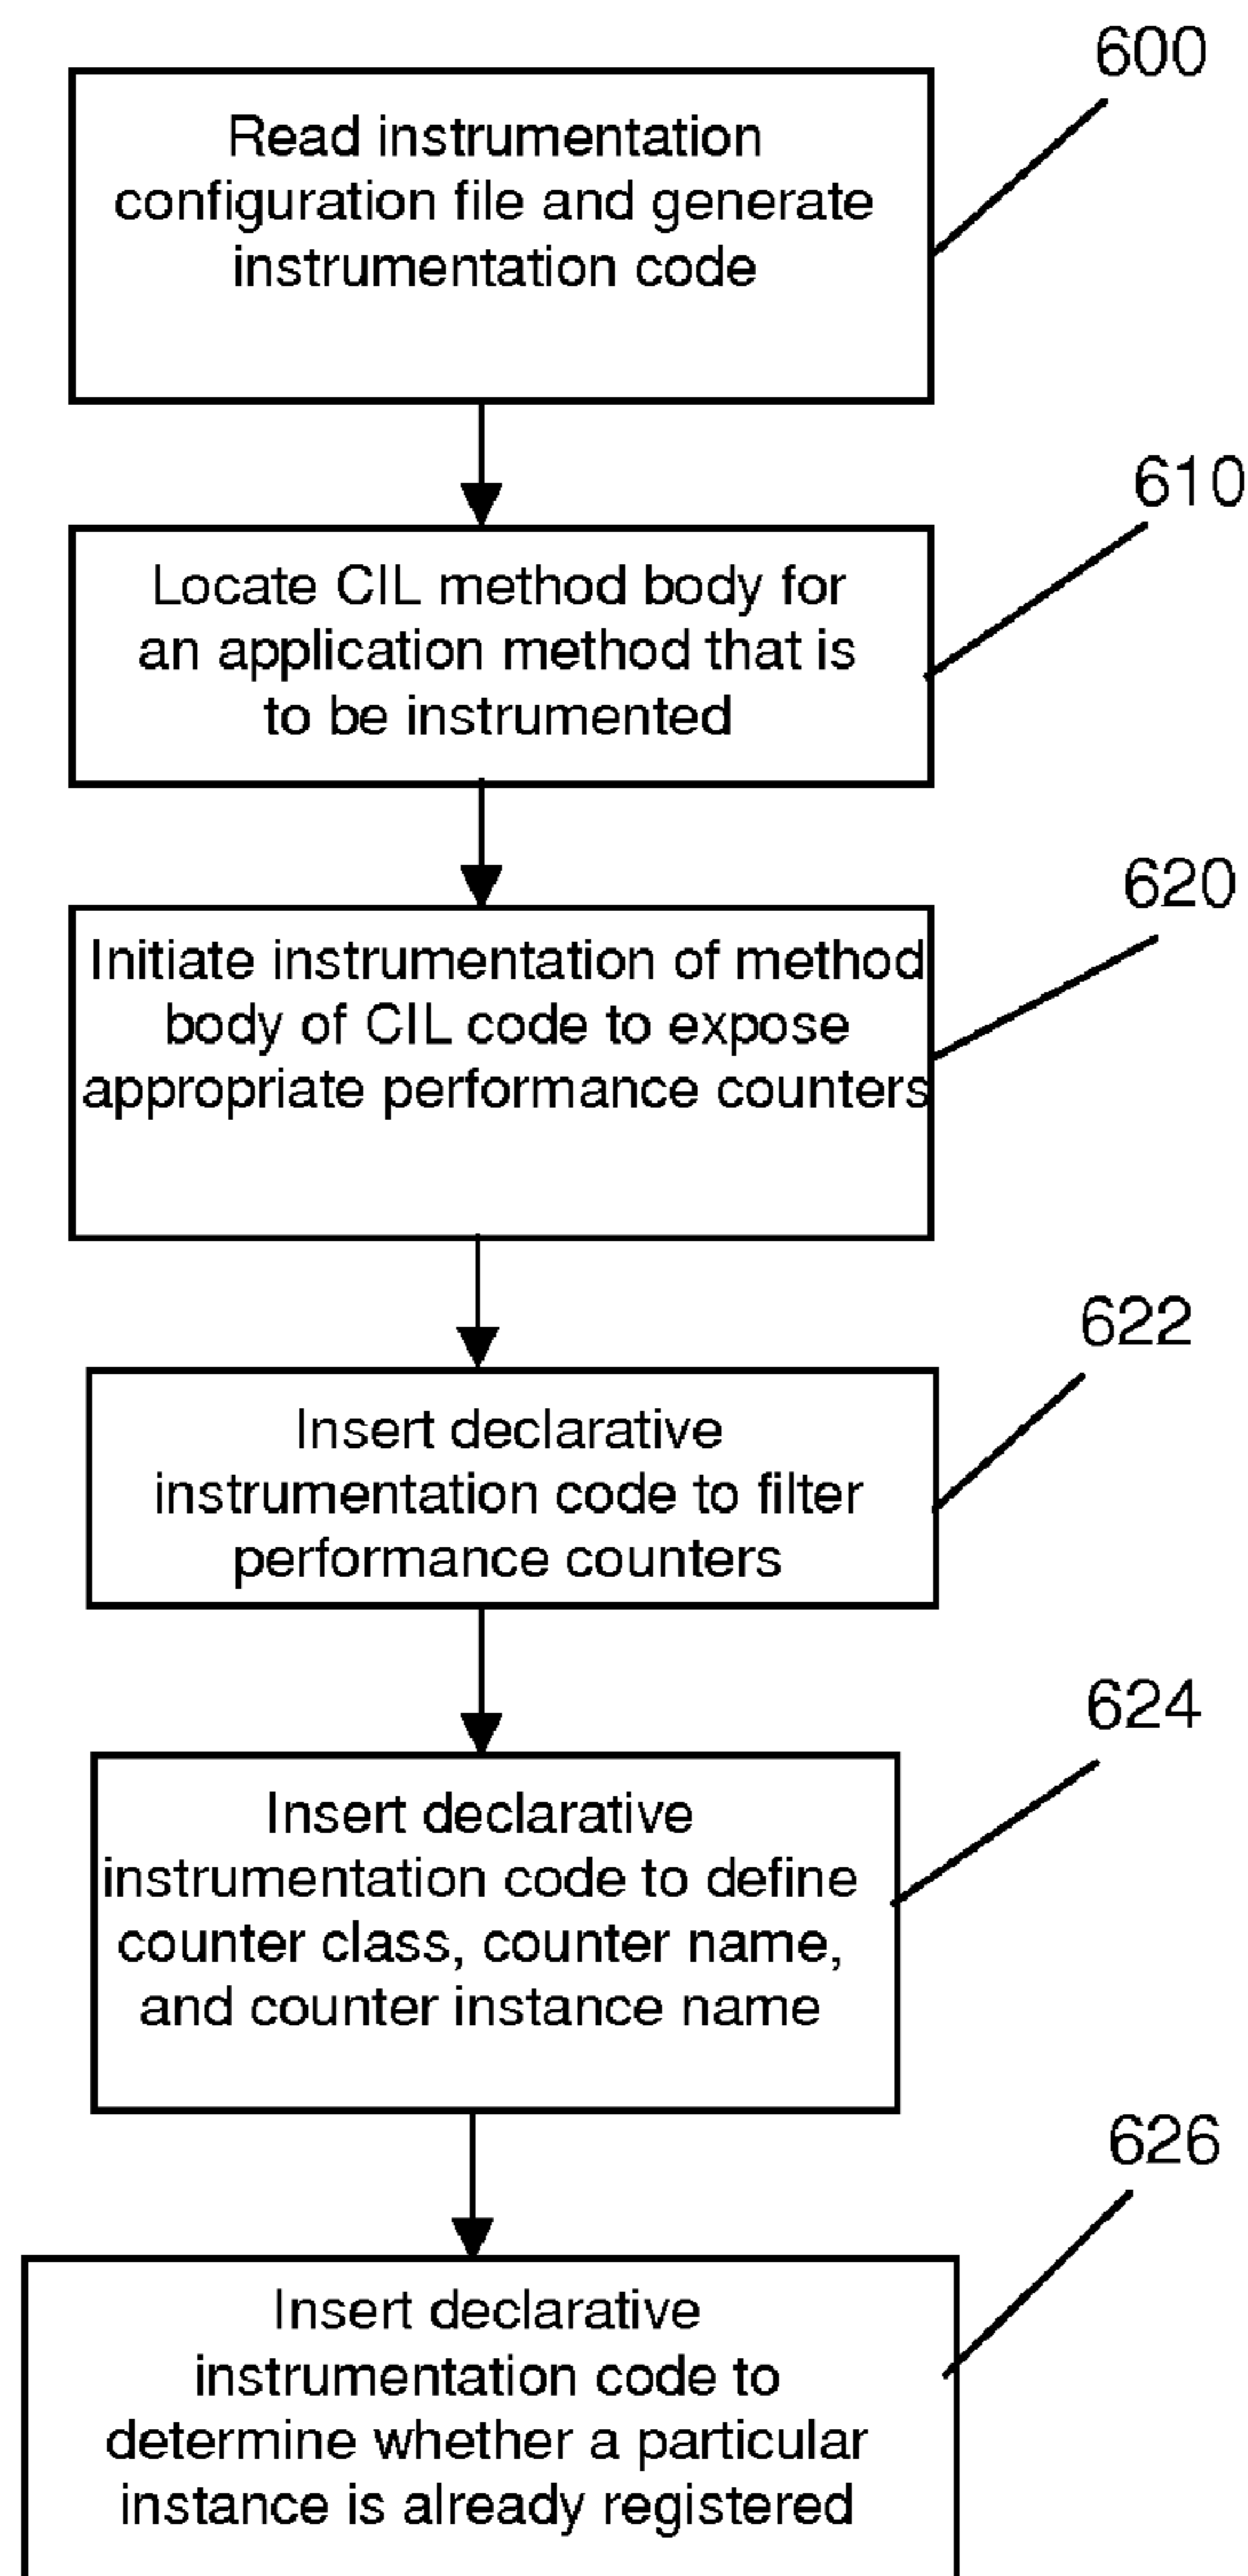 600
Read instrumentation
configuration file and generate
instrumentation code
610
Locate CIL method body for
an application method that is
to be instrumented
620
Initiate instrumentation of method
body of CIL code to expose
appropriate performance counters
622
Insert declarative
instrumentation code to filter
performance counters
624
Insert declarative
instrumentation code to define
counter class, counter name,
and counter instance name
626
Insert declarative
instrumentation code to
determine whether a particular
instance is already registered